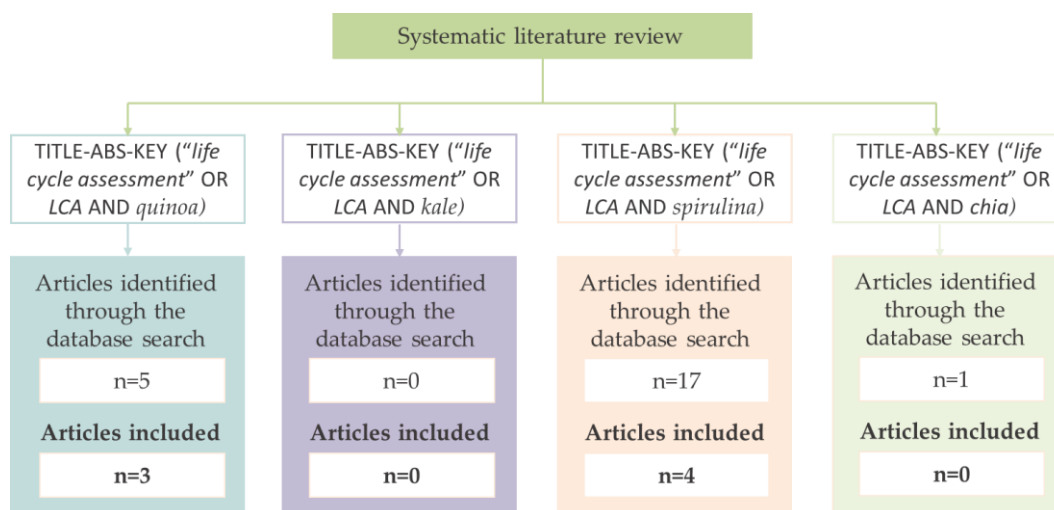 Systematic literature review
TITLE-ABS-KEY (“life
cycle assessment” OR
LCA AND quinoa)
TITLE-ABS-KEY (“life
cycle assessment” OR
LCA AND kale)
TITLE-ABS-KEY (“life
cycle assessment” OR
LCA AND spirulina)
TITLE-ABS-KEY (“life
cycle assessment” OR
LCA AND chia)
Articles identified
through the
database search
n=5
Articles included
n=3
Articles identified
through the
database search
n=0
Articles included
n=0
Articles identified
through the
database search
n=17
Articles included
n=4
Articles identified
through the
database search
n=1
Articles included
n=0